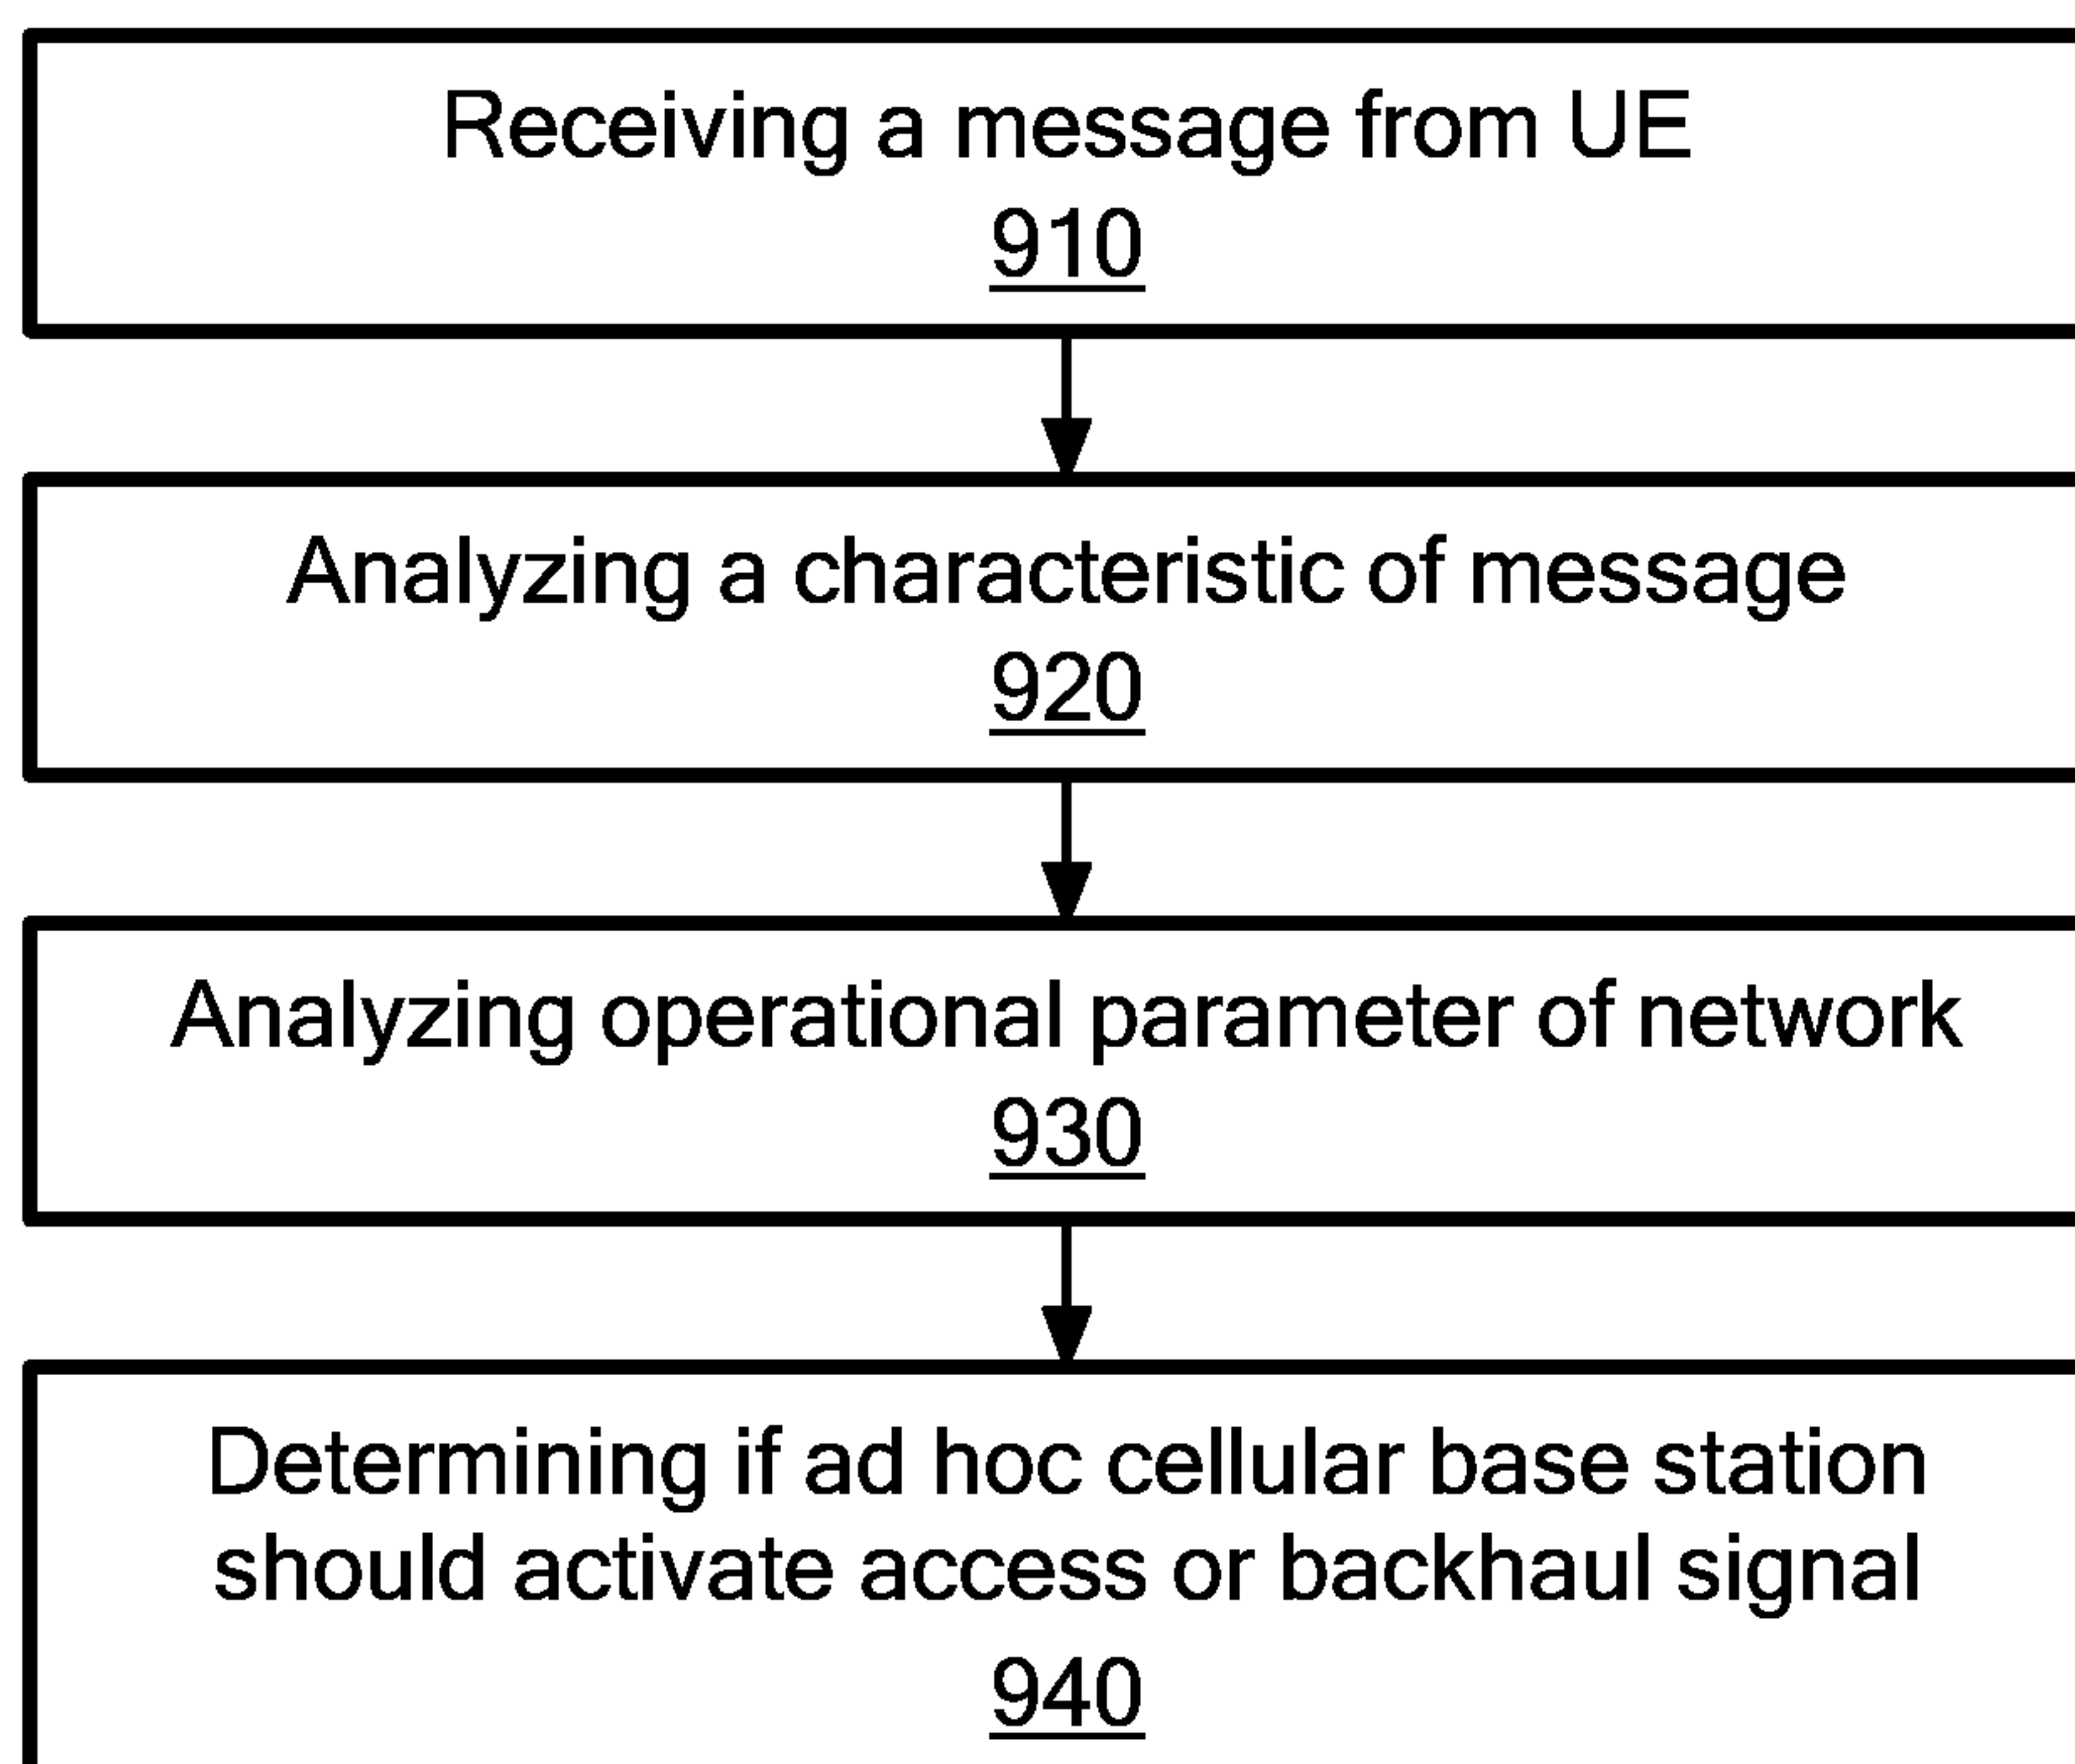 Receiving a message from UE
910
Analyzing a characteristic of message
920
Analyzing operational parameter of network
930
Determining if ad hoc cellular base station
should activate access or backhaul signal
940